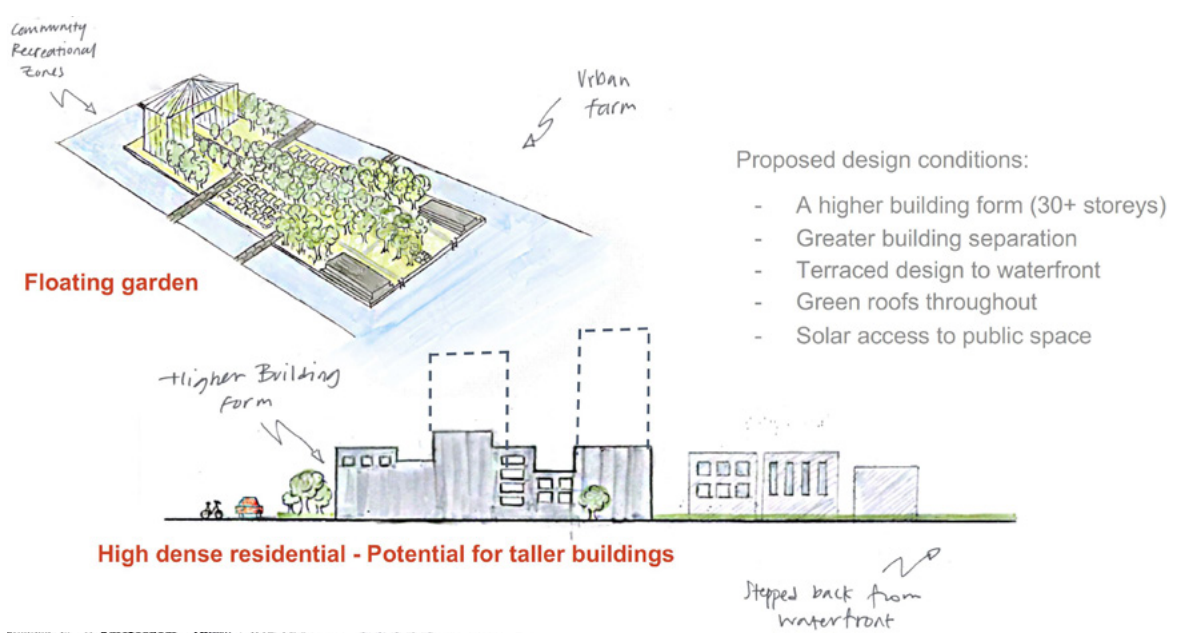 Community
Recreational
Zones
Urban
farm
Floating garden
Proposed design conditions:
- A higher building form (30+ storeys)
- Greater building separation
- Terraced design to waterfront
- Green roofs throughout
- Solar access to public space
Higher Building
Form
High dense residential - Potential for taller buildings
Stepped back from
waterfront